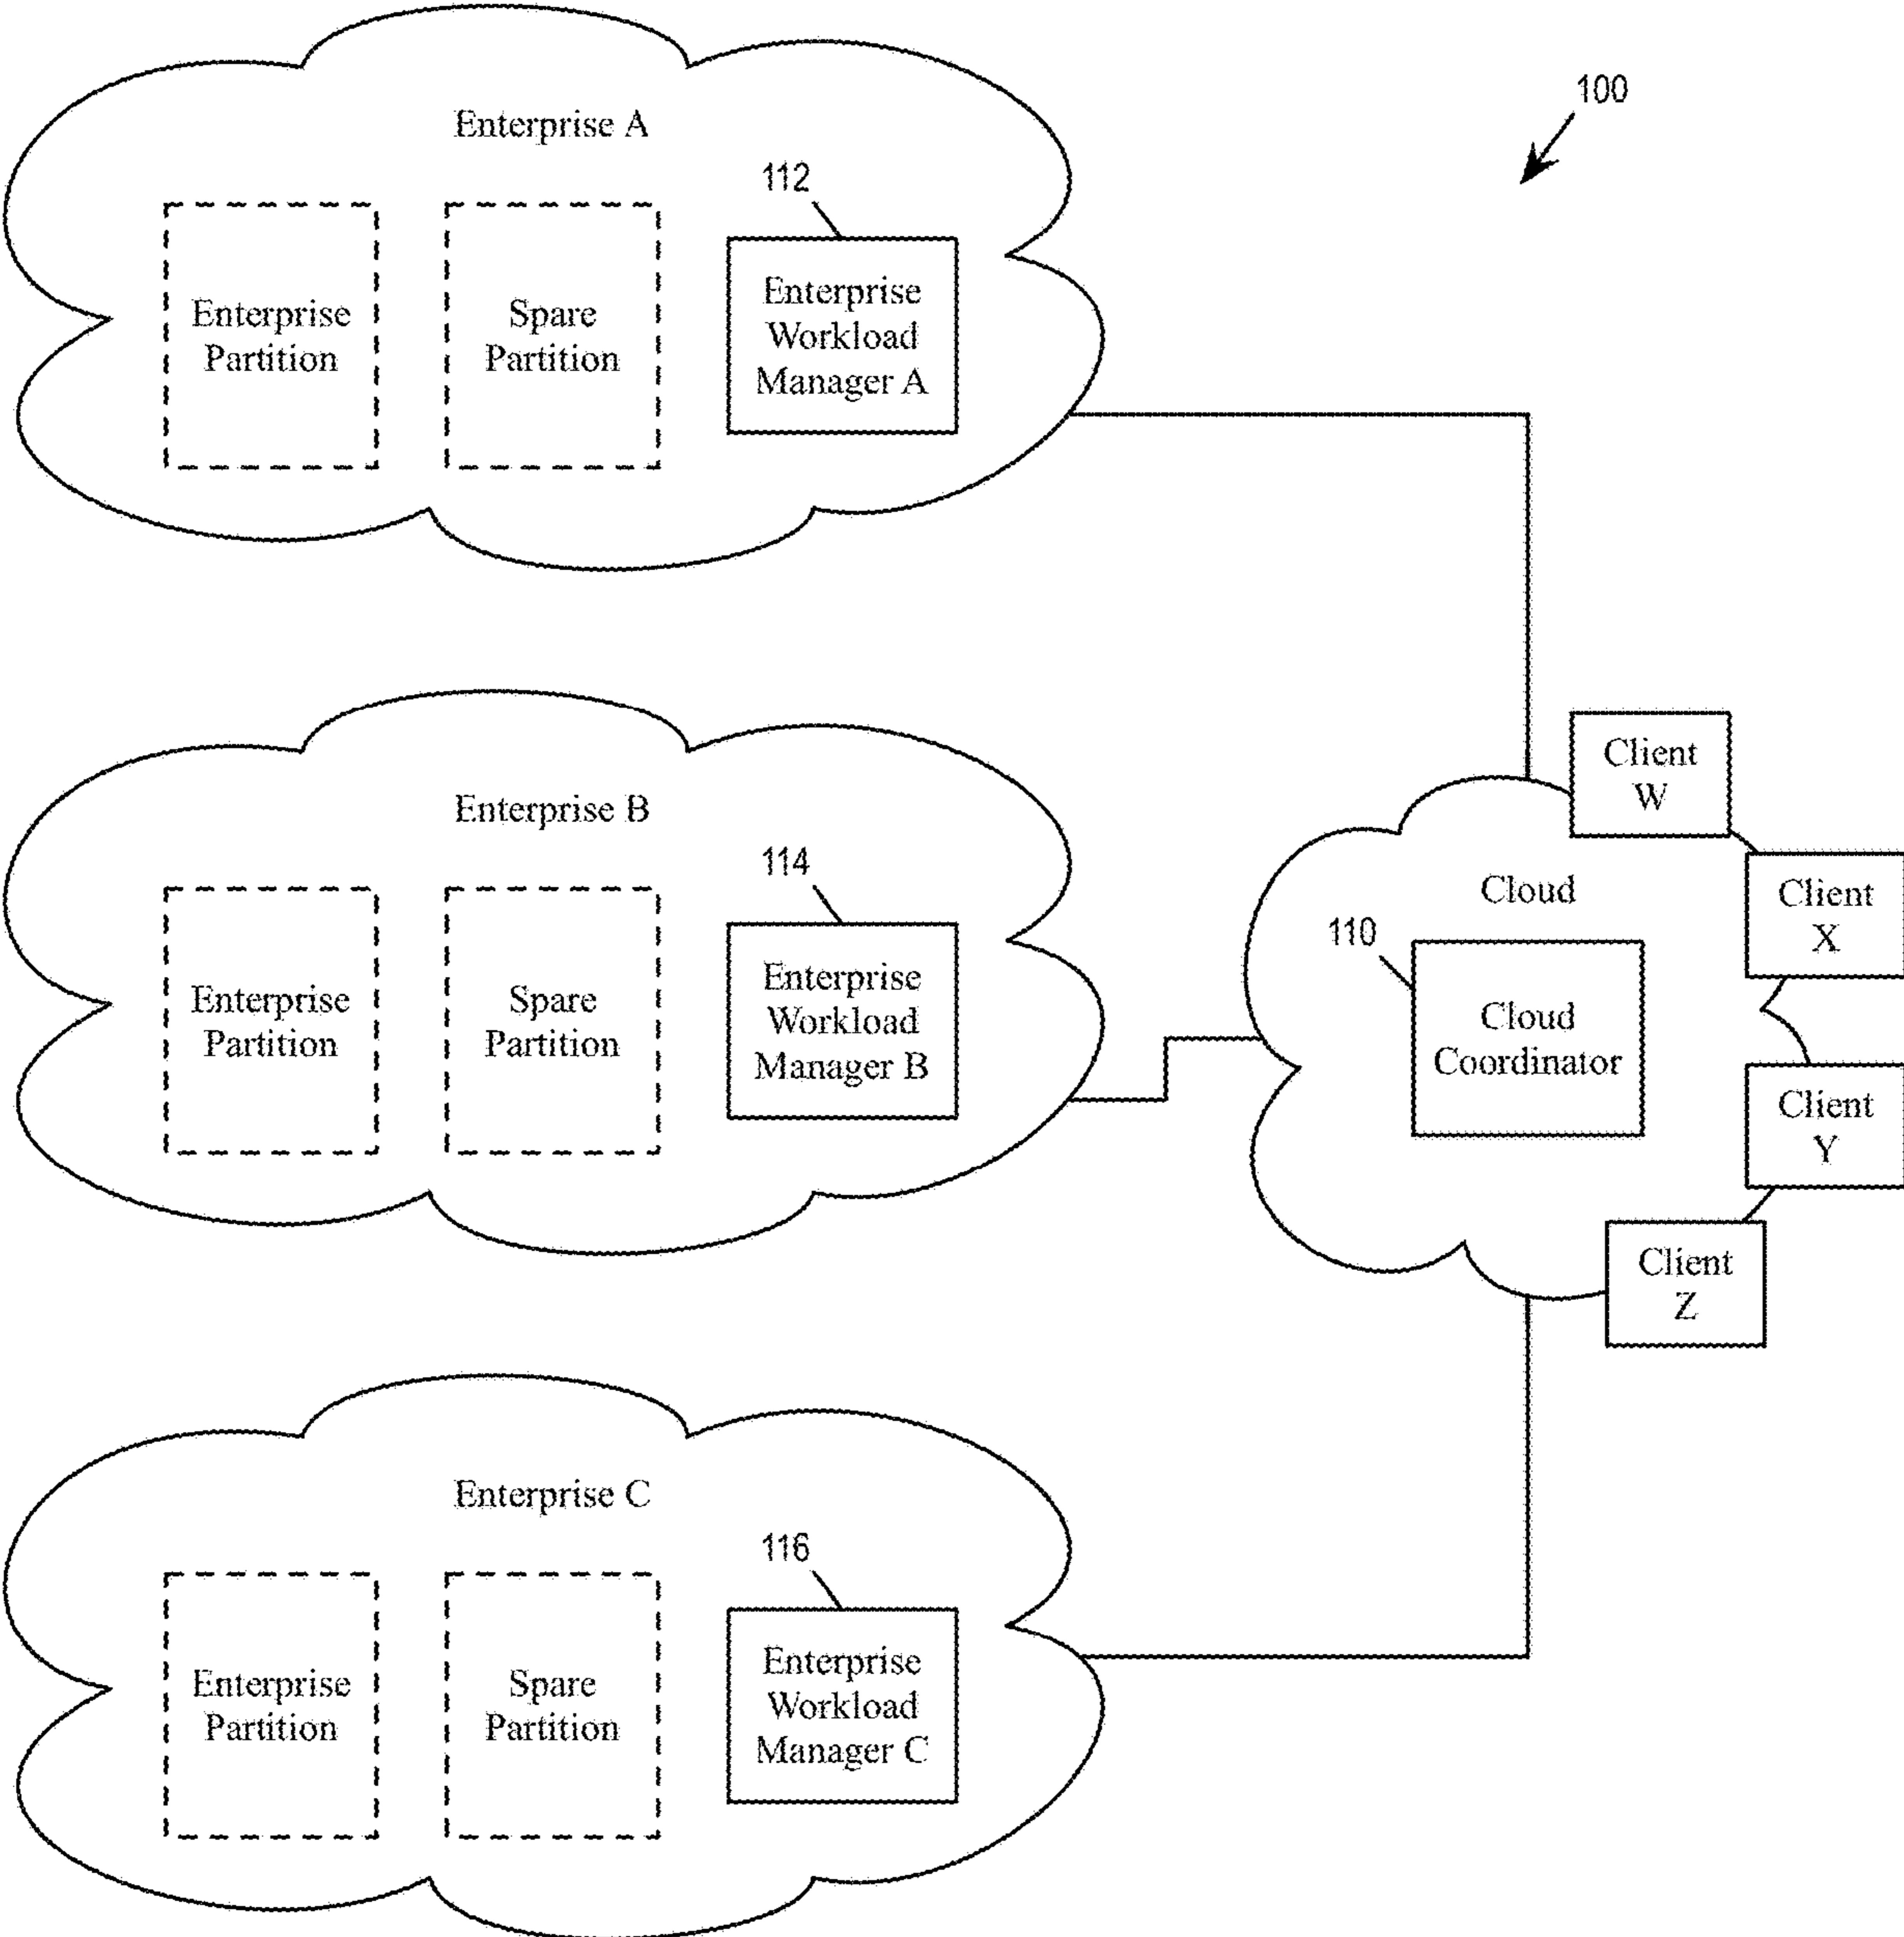 100
Enterprise A
112
Enterprise
Partition
Spare
Partition
Enterprise
Workload
Manager A
Enterprise B
114
Enterprise
Partition
Spare
Partition
Enterprise
Workload
Manager B
Client
W
Cloud
Client
X
110
Cloud
Coordinator
Client
Y
Client
Z
Enterprise C
116
Enterprise
Partition
Spare
Partition
Enterprise
Workload
Manager C